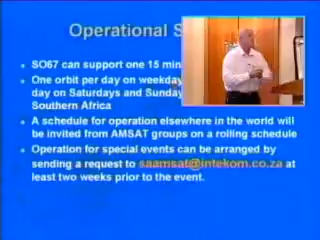 Operational S
SO67 can support one 15 min
One orbit per day on weekday
day on Saturdays and Sunday
Southern Africa
A schedule for operation elsewhere in the world will
be invited from AMSAT groups on a rolling schedule
Operation for special events can be arranged by
sending a request to saamsat@intekom.co.za at
least two weeks prior to the event.